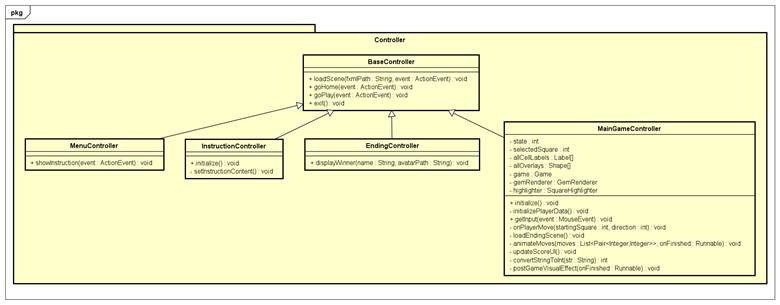 pkg
Controller
BaseController
+ loadScene(fxmlPath : String, event : ActionEvent) : void
+ goHome(event : ActionEvent) : void
+ goPlay(event : ActionEvent) : void
+ exit() : void
MenuController
+ showInstruction(event : ActionEvent) : void
InstructionController
+ initialize() : void
- setInstructionContent() : void
EndingController
+ displayWinner(name : String, avatarPath : String) : void
MainGameController
- state : int
- selectedSquare : int
- allCellLabels : Label[]
- allOverlays : Shape[]
- game : Game
- gemRenderer : GemRenderer
- highlighter : SquareHighlighter
+ initialize() : void
- initializePlayerData() : void
+ getInput(event : MouseEvent) : void
- onPlayerMove(startingSquare : int, direction : int) : void
- loadEndingScene() : void
- animateMoves(moves : List<Pair<Integer,Integer>>, onFinished : Runnable) : void
- updateScoreUI() : void
- convertStringToInt(str : String) : int
- postGameVisualEffect(onFinished : Runnable) : void